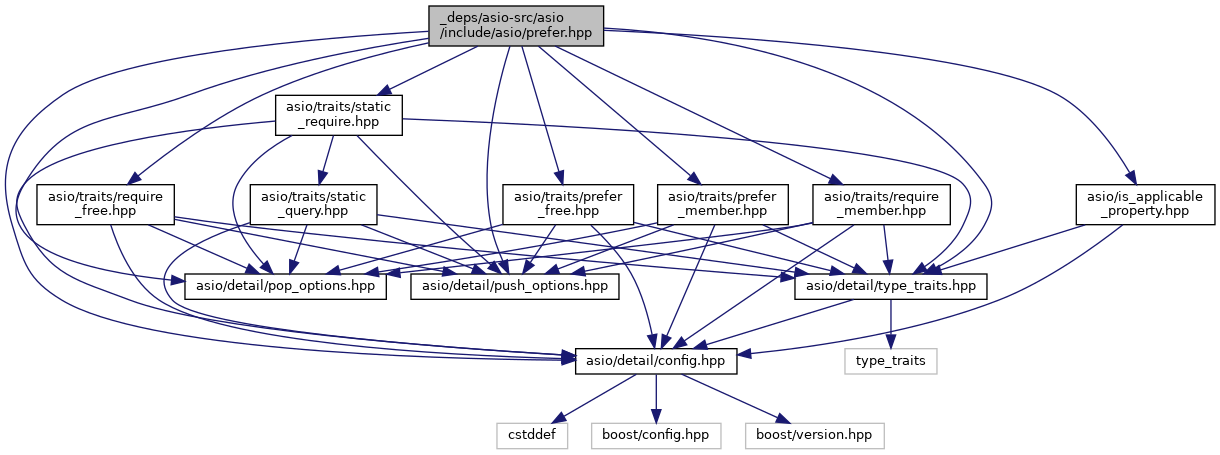 _deps/asio-src/asio
/include/asio/prefer.hpp
asio/traits/static
_require.hpp
asio/traits/require
_free.hpp
asio/traits/static
_query.hpp
asio/traits/prefer
_free.hpp
asio/traits/prefer
_member.hpp
asio/traits/require
_member.hpp
asio/is_applicable
_property.hpp
asio/detail/pop_options.hpp
asio/detail/push_options.hpp
asio/detail/type_traits.hpp
asio/detail/config.hpp
type_traits
cstddef
boost/config.hpp
boost/version.hpp